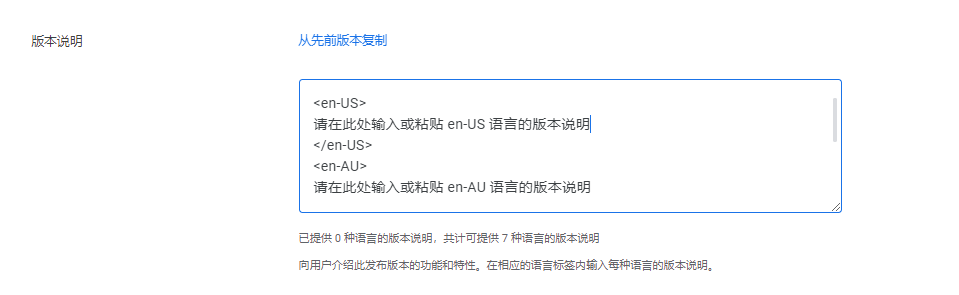 版本说明
从先前版本复制
<en-US>
请在此处输入或粘贴 en-US 语言的版本说明
</en-US>
<en-AU>
请在此处输入或粘贴 en-AU 语言的版本说明
已提供 0 种语言的版本说明，共计可提供 7 种语言的版本说明
向用户介绍此发布版本的功能和特性。在相应的语言标签内输入每种语言的版本说明。